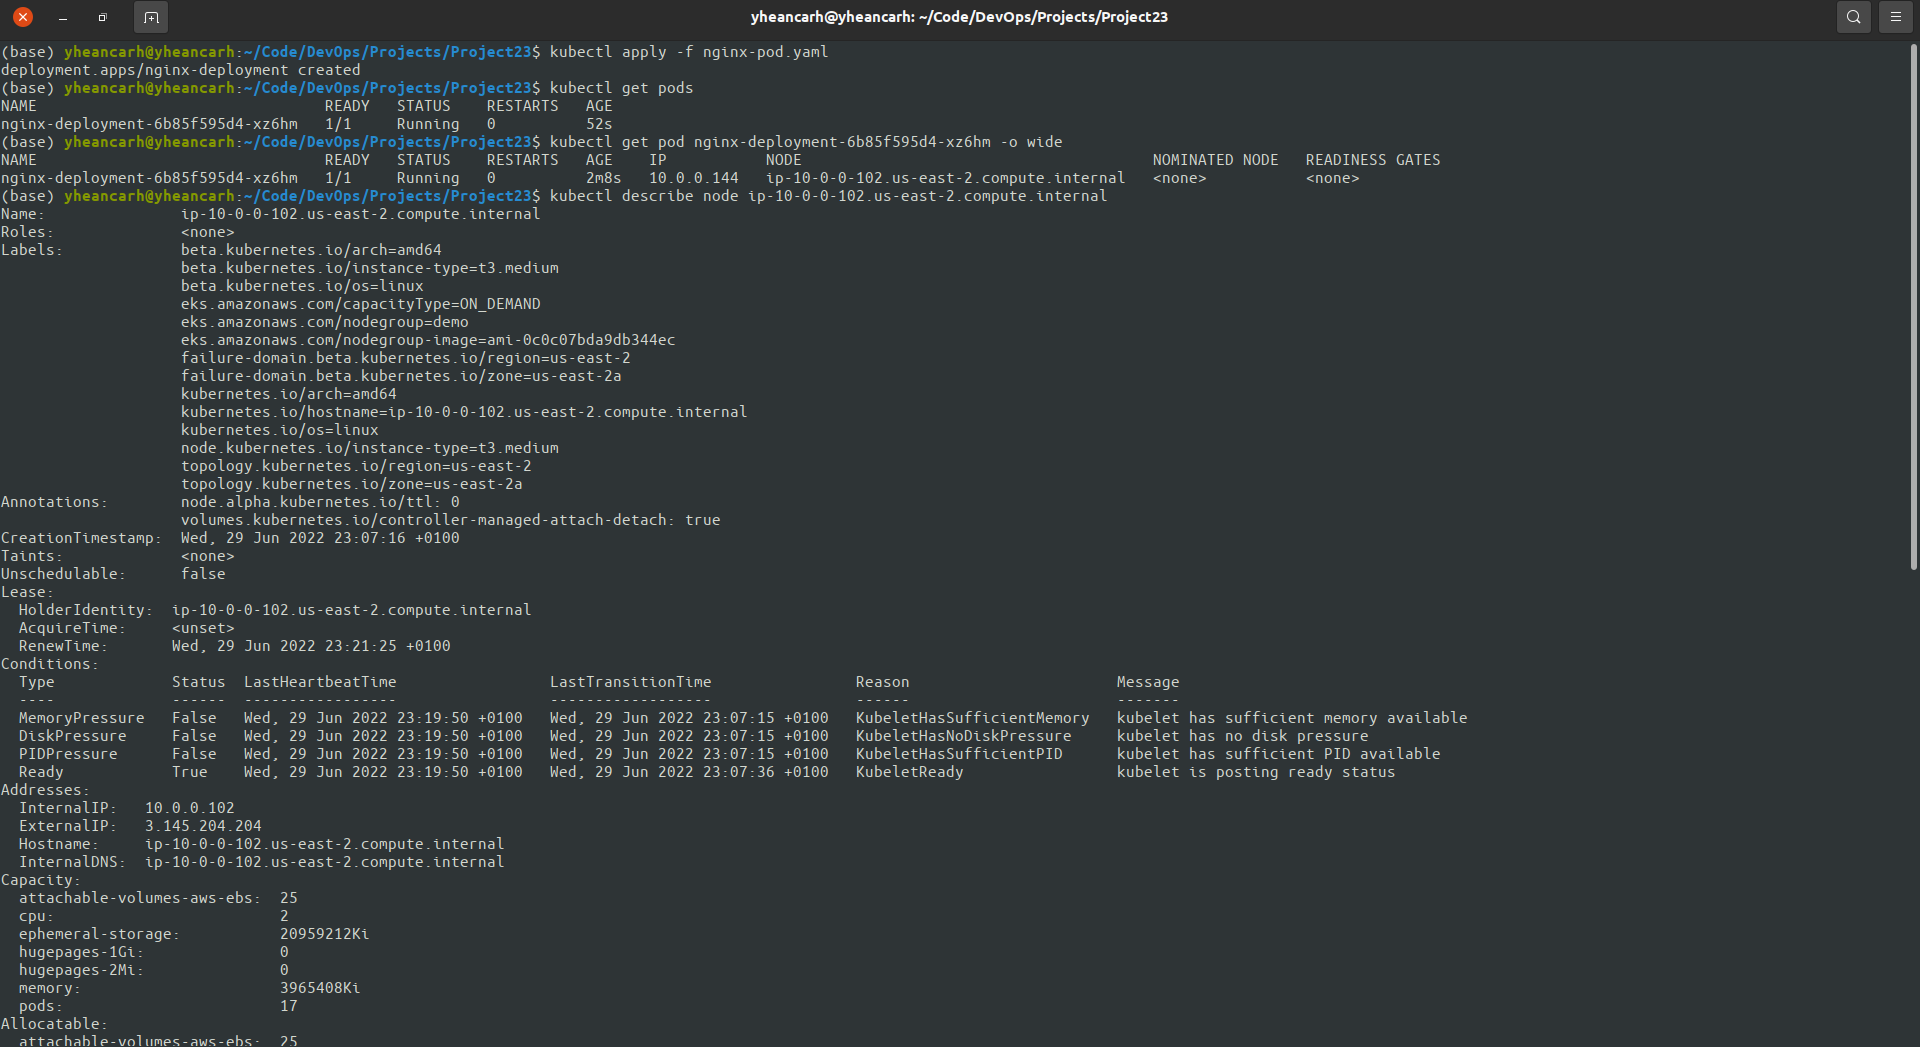 yheancarh@yheancarh: ~/Code/DevOps/Projects/Project23
(base) yheancarh@yheancarh:~/Code/DevOps/Projects/Project23$ kubectl apply -f nginx-pod.yaml
deployment.apps/nginx-deployment created
(base) yheancarh@yheancarh:~/Code/DevOps/Projects/Project23$ kubectl get pods
NAME                                READY   STATUS    RESTARTS   AGE
nginx-deployment-6b85f595d4-xz6hm   1/1     Running   0          52s
(base) yheancarh@yheancarh:~/Code/DevOps/Projects/Project23$ kubectl get pod nginx-deployment-6b85f595d4-xz6hm -o wide
NAME                                READY   STATUS    RESTARTS   AGE    IP           NODE                                       NOMINATED NODE   READINESS GATES
nginx-deployment-6b85f595d4-xz6hm   1/1     Running   0          2m8s   10.0.0.144   ip-10-0-0-102.us-east-2.compute.internal   <none>           <none>
(base) yheancarh@yheancarh:~/Code/DevOps/Projects/Project23$ kubectl describe node ip-10-0-0-102.us-east-2.compute.internal
Name:               ip-10-0-0-102.us-east-2.compute.internal
Roles:              <none>
Labels:             beta.kubernetes.io/arch=amd64
                    beta.kubernetes.io/instance-type=t3.medium
                    beta.kubernetes.io/os=linux
                    eks.amazonaws.com/capacityType=ON_DEMAND
                    eks.amazonaws.com/nodegroup=demo
                    eks.amazonaws.com/nodegroup-image=ami-0c0c07bda9db344ec
                    failure-domain.beta.kubernetes.io/region=us-east-2
                    failure-domain.beta.kubernetes.io/zone=us-east-2a
                    kubernetes.io/arch=amd64
                    kubernetes.io/hostname=ip-10-0-0-102.us-east-2.compute.internal
                    kubernetes.io/os=linux
                    node.kubernetes.io/instance-type=t3.medium
                    topology.kubernetes.io/region=us-east-2
                    topology.kubernetes.io/zone=us-east-2a
Annotations:        node.alpha.kubernetes.io/ttl: 0
                    volumes.kubernetes.io/controller-managed-attach-detach: true
CreationTimestamp:  Wed, 29 Jun 2022 23:07:16 +0100
Taints:             <none>
Unschedulable:      false
Lease:
  HolderIdentity:  ip-10-0-0-102.us-east-2.compute.internal
  AcquireTime:     <unset>
  RenewTime:       Wed, 29 Jun 2022 23:21:25 +0100
Conditions:
  Type             Status  LastHeartbeatTime                 LastTransitionTime                Reason                       Message
  ----             ------  -----------------                 ------------------                ------                       -------
  MemoryPressure   False   Wed, 29 Jun 2022 23:19:50 +0100   Wed, 29 Jun 2022 23:07:15 +0100   KubeletHasSufficientMemory   kubelet has sufficient memory available
  DiskPressure     False   Wed, 29 Jun 2022 23:19:50 +0100   Wed, 29 Jun 2022 23:07:15 +0100   KubeletHasNoDiskPressure     kubelet has no disk pressure
  PIDPressure      False   Wed, 29 Jun 2022 23:19:50 +0100   Wed, 29 Jun 2022 23:07:15 +0100   KubeletHasSufficientPID      kubelet has sufficient PID available
  Ready            True    Wed, 29 Jun 2022 23:19:50 +0100   Wed, 29 Jun 2022 23:07:36 +0100   KubeletReady                 kubelet is posting ready status
Addresses:
  InternalIP:   10.0.0.102
  ExternalIP:   3.145.204.204
  Hostname:     ip-10-0-0-102.us-east-2.compute.internal
  InternalDNS:  ip-10-0-0-102.us-east-2.compute.internal
Capacity:
  attachable-volumes-aws-ebs:  25
  cpu:                         2
  ephemeral-storage:           20959212Ki
  hugepages-1Gi:               0
  hugepages-2Mi:               0
  memory:                      3965408Ki
  pods:                        17
Allocatable:
  attachable-volumes-aws-ebs:  25